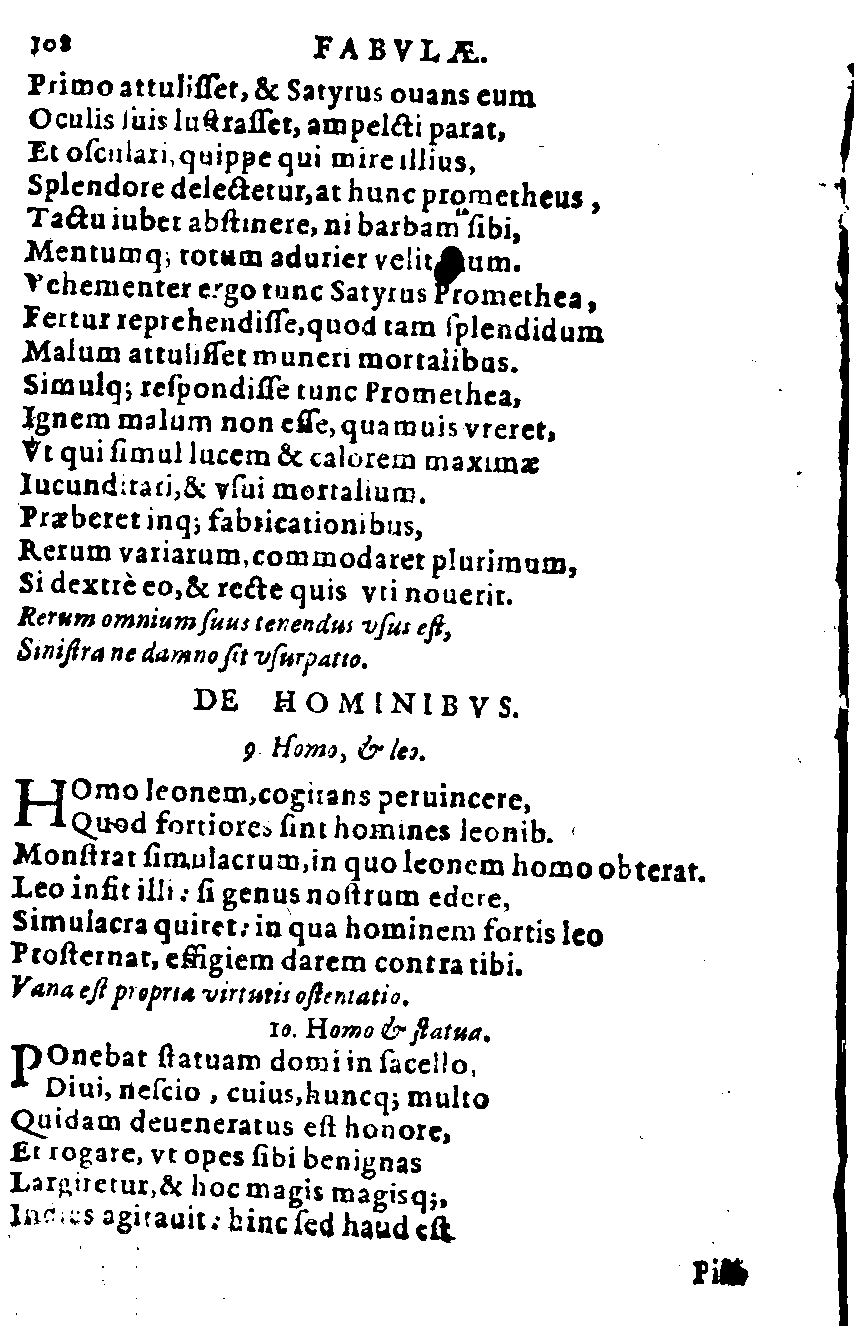 108 FABVLÆ.
Primo attuliſſet, & Satyrus ouans eum
Oculis ſuis luſtraſſet, ampelcti parat,
Et oſculari, quippe qui mire illius,
Splendore delectetur, at hunc prometheus,
Tactu iubet abſtinere, ni barbam ſibi,
Mentumq; totum adurier velit
Vehementer ergo tunc Satyrus Promethea,
Fertur reprehendiſſe, quod tam ſplendidum
Malum attuliſſet muneri mortalibus.
Simulq; reſpondiſſe tunc Promethea,
Ignem malum non eſſe, quamuis vreret,
Vt qui ſimul lucem & calorem maximæ
Iucunditati, & vſui mortalium.
Præberet inq; fabricationibus,
Rerum variarum, commodaret plurimum,
Si dextrè eo, & recte quis vti nouerit.
Rerum omnium ſuus tenendus vſus eſt,
Siniſtra ne damno ſit vſurpatio.
DE HOMINIBVS.
9. Homo, & leo.
HOmo leonem, cogitans peruincere,
Quod fortiores ſint homines leonib.
Monſtrat ſimulacrum, in quo leonem homo obterat.
Leo infit illi: ſi genus noſtrum edere,
Simulacra quiret: in qua hominem fortis leo
Proſternat, effigiem darem contra tibi.
Vana eſt propria virtutis oſtentatio.
10. Homo & ſtatua.
POnebat ſtatuam domi in ſacello,
Diui, neſcio, cuius, huncq; multo
Quidam deueneratus eſt honore,
Et rogare, vt opes ſibi benignas
Largiretur, & hoc magis magisq;,
Indies agitauit: hinc ſed haud eſt